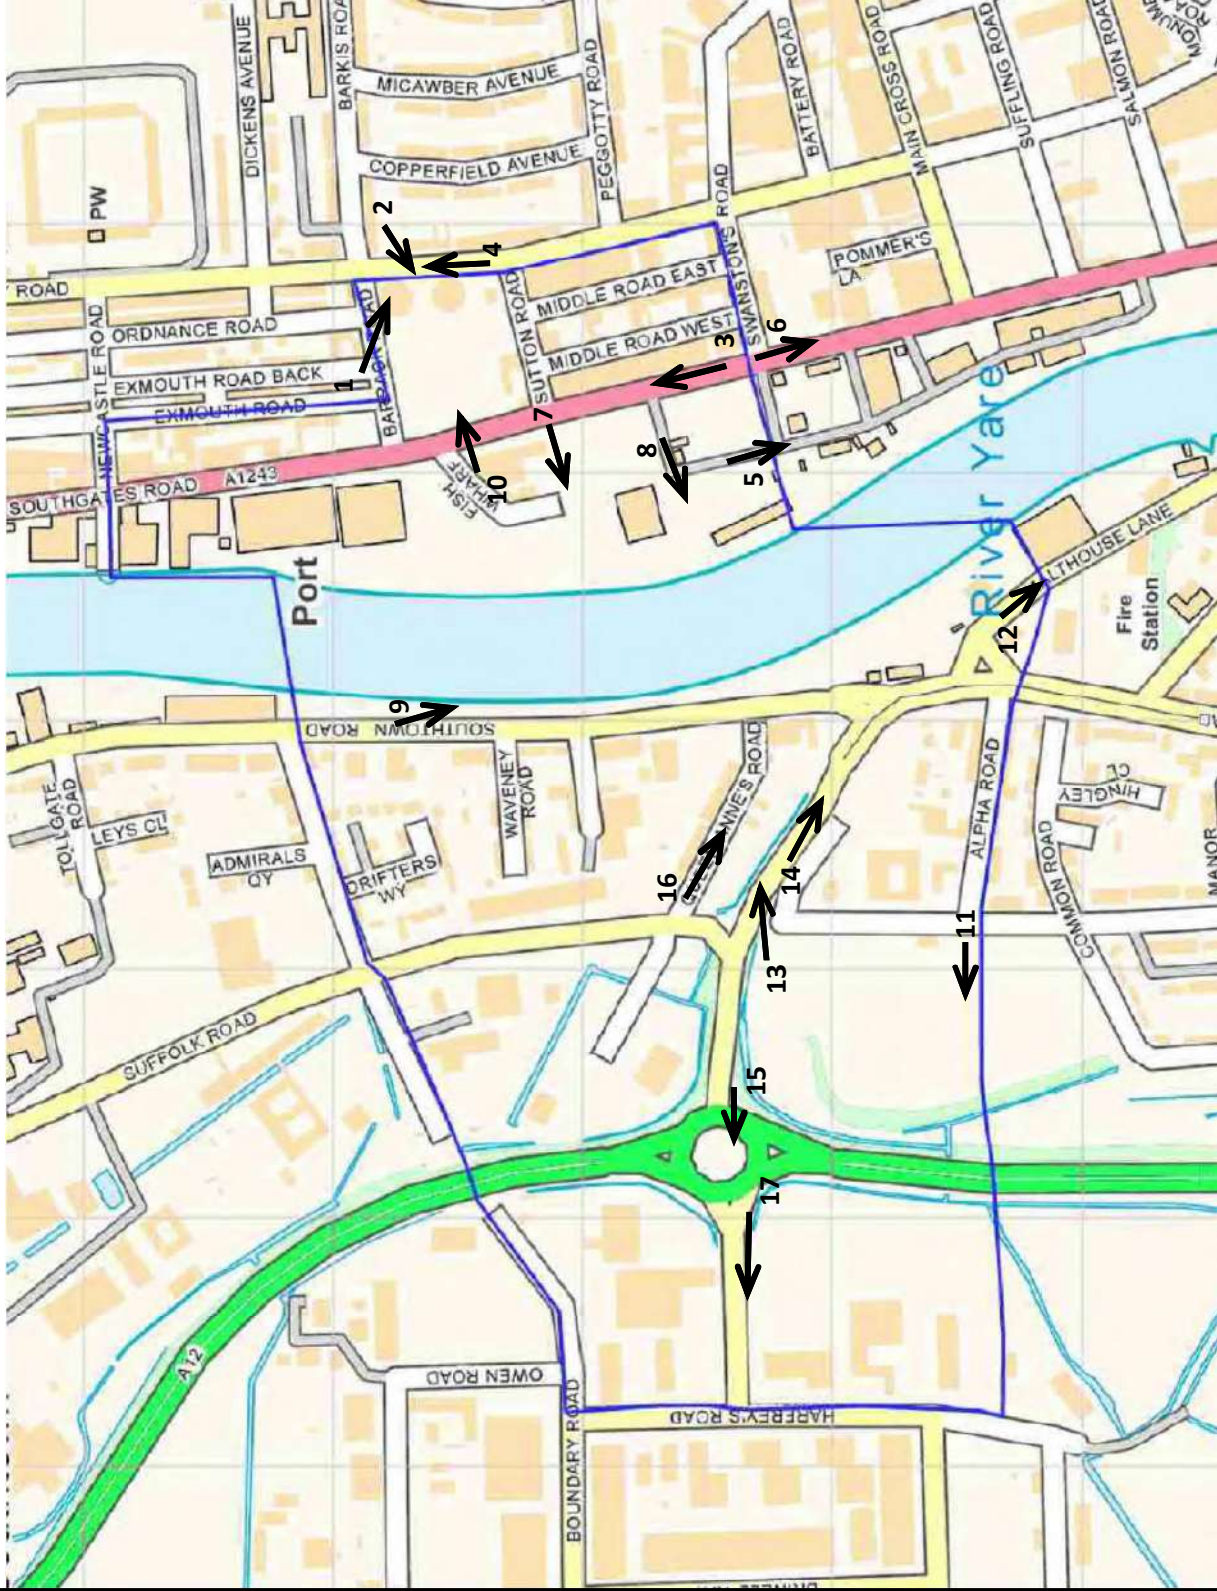 DICKENS AVENUE
BARKIS ROA
MICAWBER AVENUE
COPPERFIELD AVENUE
PEGGOTTY ROAD
BATTERY ROAD
MAIN CROSS ROAD
SUFFLING ROAD
SALMON ROAD
PW
2
4
ROAD
NEWCASTLE ROAD
ORDNANCE ROAD
EXMOUTH ROAD BACK
EXMOUTH ROAD
1
SUTTON ROAD
MIDDLE ROAD EAST
MIDDLE ROAD WEST
SWANSTON'S ROAD
POMMER'S
LA
3
6
SOUTHGATES ROAD
A1243
FISH
WHARF
10
7
8
5
Port
River Yare
LTHOUSE LANE
Fire
Station
12
9
SOUTHTOWN ROAD
TOLLGATE
ROAD
LEYS CL
ADMIRALS
QY
DRIFTERS
WY
WAVENEY
ROAD
NNE'S ROAD
16
14
13
ALPHA ROAD
11
HINGLEY
CL
COMMON ROAD
MANOR
SUFFOLK ROAD
15
17
A12
OWEN ROAD
BOUNDARY ROAD
HARFREY'S ROAD